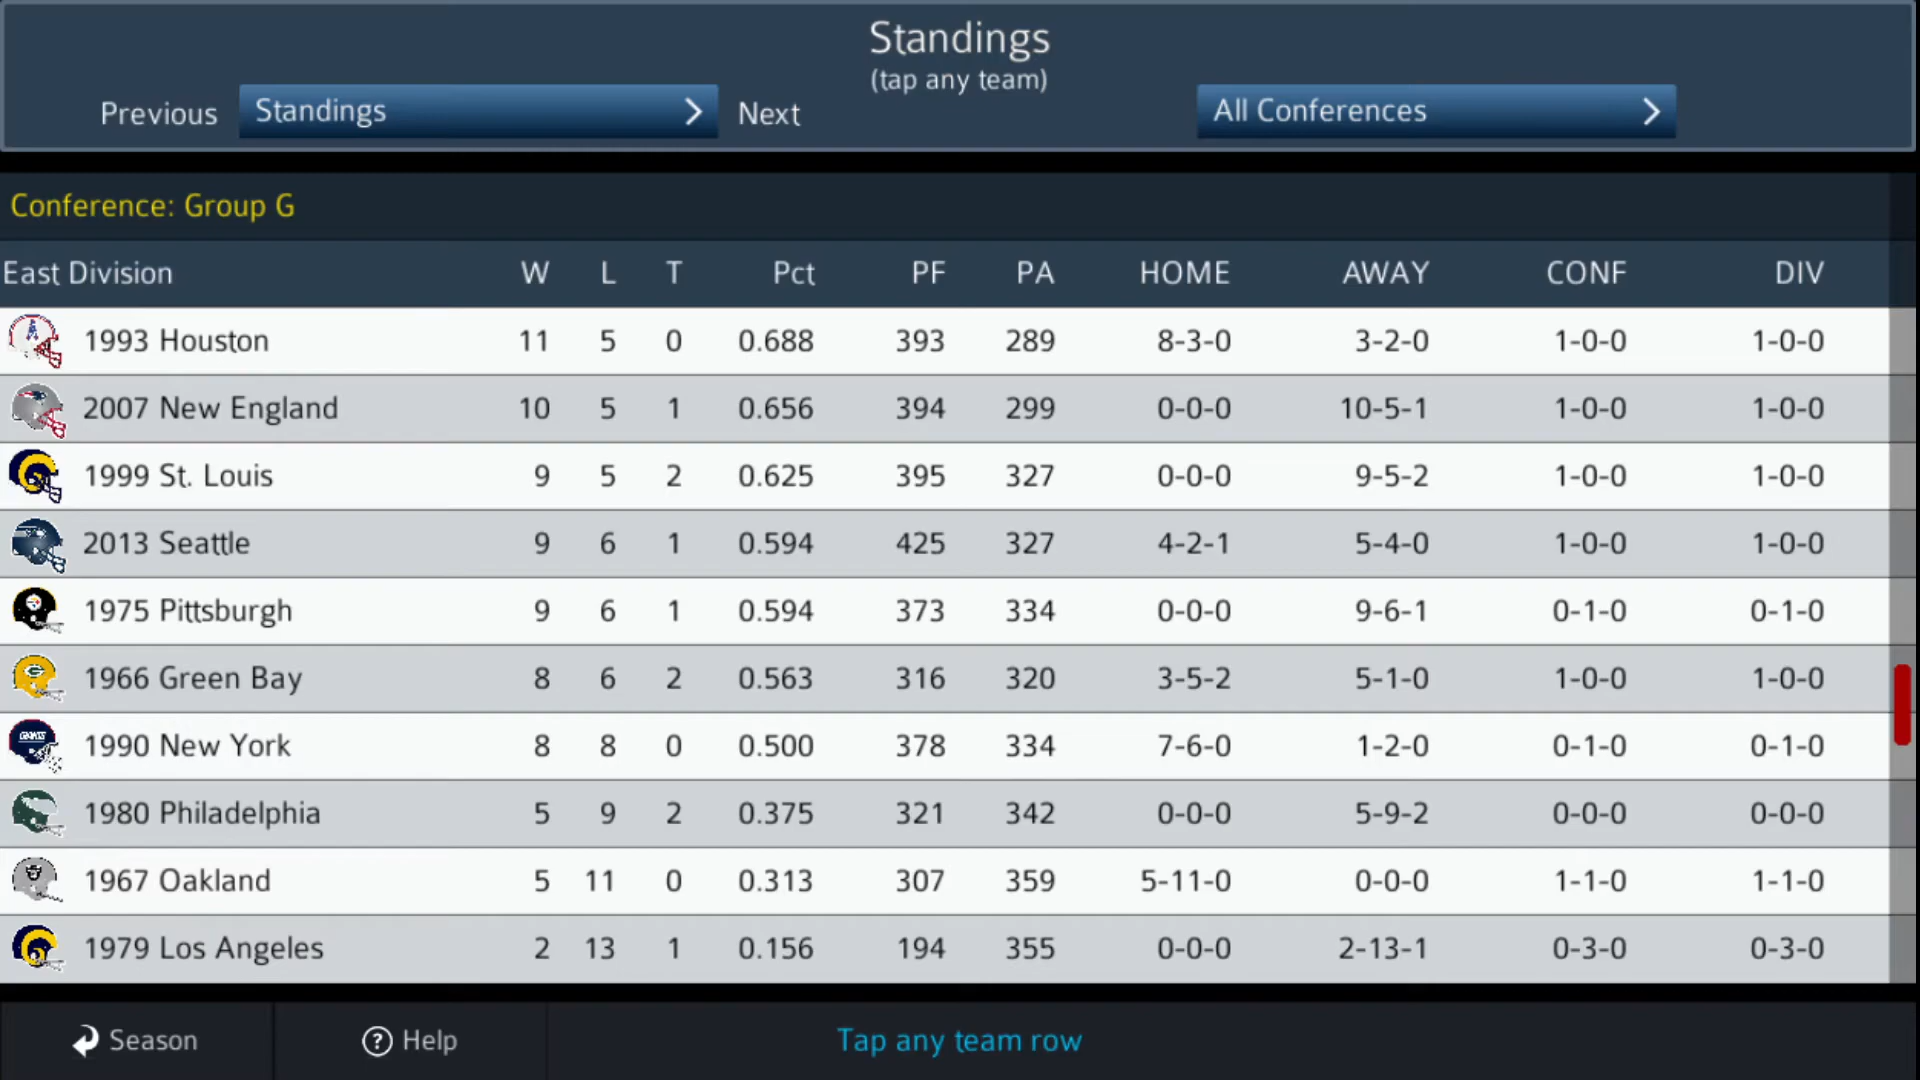 Standings
(tap any team)
Previous Standings Next All Conferences
Conference: Group G
East Division W L T Pct PF PA HOME AWAY CONF DIV
1993 Houston 11 5 0 0.688 393 289 8-3-0 3-2-0 1-0-0 1-0-0
2007 New England 10 5 1 0.656 394 299 0-0-0 10-5-1 1-0-0 1-0-0
1999 St. Louis 9 5 2 0.625 395 327 0-0-0 9-5-2 1-0-0 1-0-0
2013 Seattle 9 6 1 0.594 425 327 4-2-1 5-4-0 1-0-0 1-0-0
1975 Pittsburgh 9 6 1 0.594 373 334 0-0-0 9-6-1 0-1-0 0-1-0
1966 Green Bay 8 6 2 0.563 316 320 3-5-2 5-1-0 1-0-0 1-0-0
GIANTS 1990 New York 8 8 0 0.500 378 334 7-6-0 1-2-0 0-1-0 0-1-0
1980 Philadelphia 5 9 2 0.375 321 342 0-0-0 5-9-2 0-0-0 0-0-0
1967 Oakland 5 11 0 0.313 307 359 5-11-0 0-0-0 1-1-0 1-1-0
1979 Los Angeles 2 13 1 0.156 194 355 0-0-0 2-13-1 0-3-0 0-3-0
Season ? Help Tap any team row